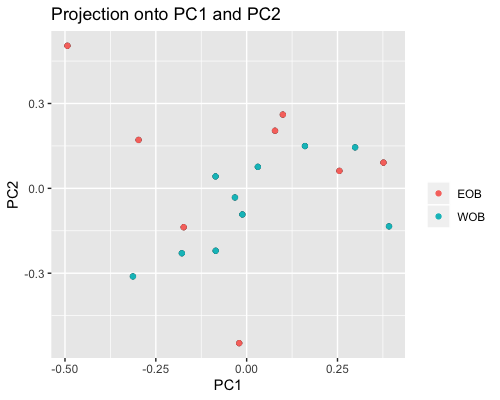 Projection onto PC1 and PC2
PC2
0.3
0.0
-0.3
-0.50
-0.25
0.00
0.25
PC1
EOB
WOB